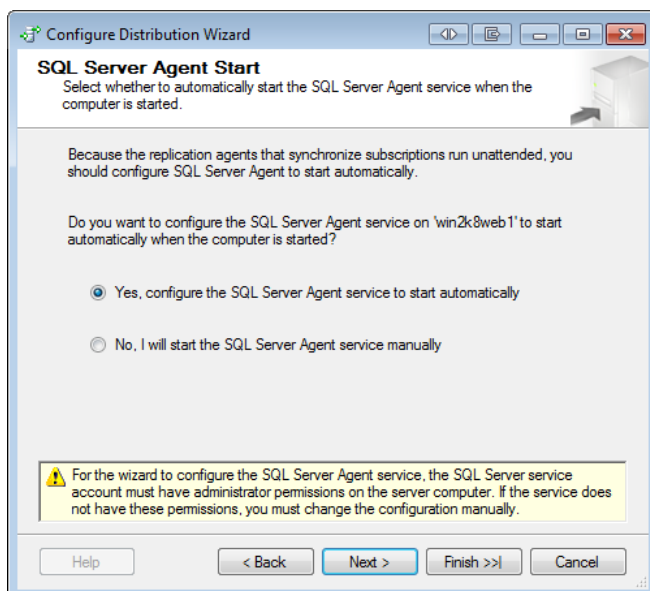 Configure Distribution Wizard
SQL Server Agent Start
Select whether to automatically start the SQL Server Agent service when the
computer is started.
Because the replication agents that synchronize subscriptions run unattended, you
should configure SQL Server Agent to start automatically.
Do you want to configure the SQL Server Agent service on 'win2k8web1' to start
automatically when the computer is started?
Yes, configure the SQL Server Agent service to start automatically
No, I will start the SQL Server Agent service manually
For the wizard to configure the SQL Server Agent service, the SQL Server service
account must have administrator permissions on the server computer. If the service does
not have these permissions, you must change the configuration manually.
Help < Back Next > Finish >>| Cancel